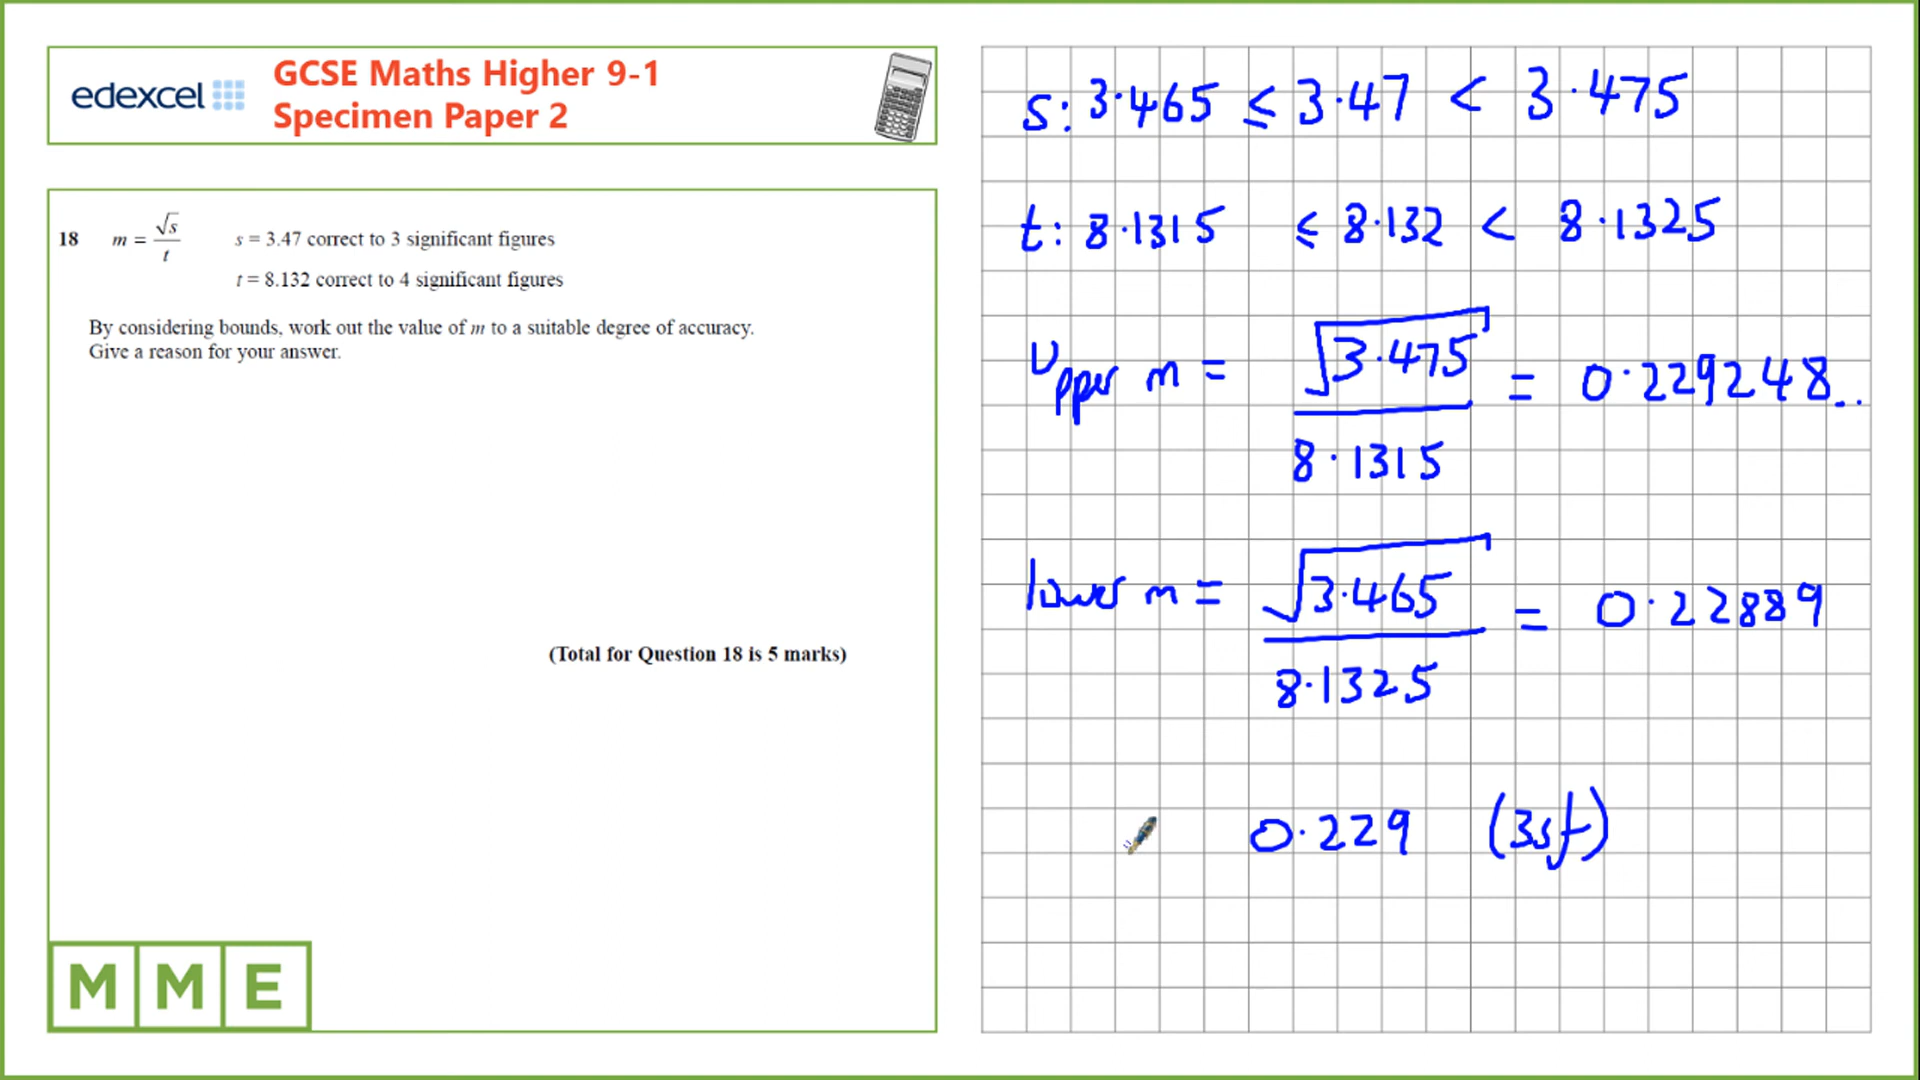 edexcel
GCSE Maths Higher 9-1
Specimen Paper 2
18 m = √s / t s = 3.47 correct to 3 significant figures
t = 8.132 correct to 4 significant figures
By considering bounds, work out the value of m to a suitable degree of accuracy.
Give a reason for your answer.
(Total for Question 18 is 5 marks)
MME
s: 3.465 ≤ 3.47 < 3.475
t: 8.1315 ≤ 8.132 < 8.1325
Upper m = √3.475 / 8.1315 = 0.229248..
lower m = √3.465 / 8.1325 = 0.22889
0.229 (3sf)